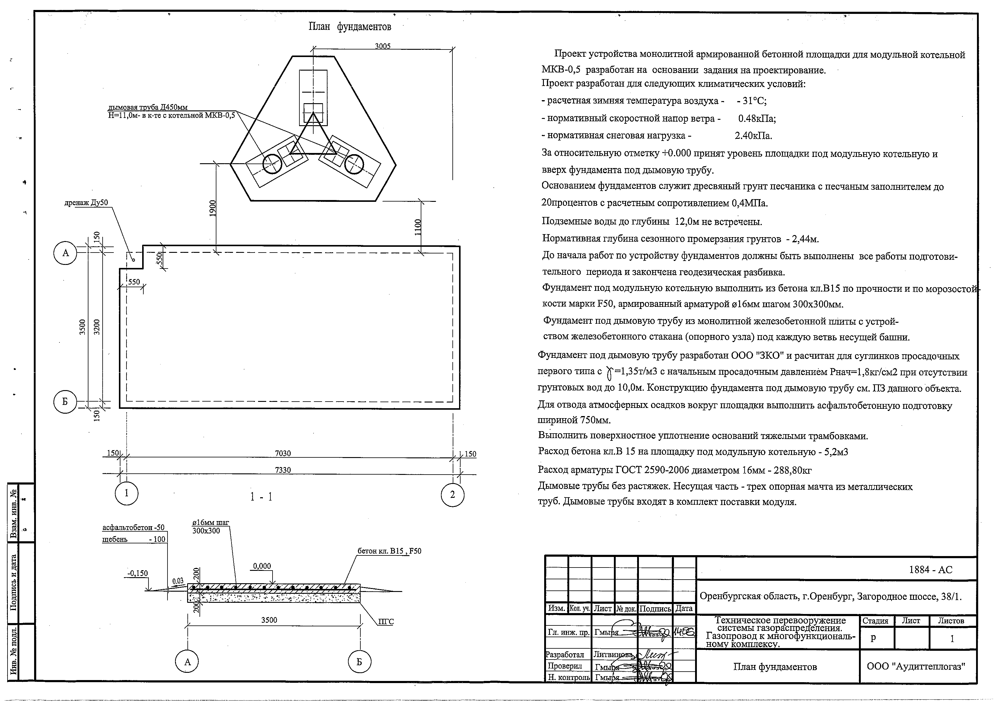 План фундаментов
3005
дымовая труба Д450мм
Н=11,0м- в к-те с котельной МКВ-0,5
1900
1100
дренаж Ду50
150
А
550
550
3500
3200
Б
150
150
7030
150
7330
1
2
1 - 1
асфальтобетон -50
щебень - 100
ø16мм шаг
300х300
бетон кл. В15 , F50
0,000
-0,150
0.03
200
200
ПГС
3500
А
Б
Проект устройства монолитной армированной бетонной площадки для модульной котельной
МКВ-0,5 разработан на основании задания на проектирование.
Проект разработан для следующих климатических условий:
- расчетная зимняя температура воздуха - - 31°С;
- нормативный скоростной напор ветра - 0.48кПа;
- нормативная снеговая нагрузка - 2.40кПа.
За относительную отметку +0.000 принят уровень площадки под модульную котельную и
вверх фундамента под дымовую трубу.
Основанием фундаментов служит дресвяный грунт песчаника с песчаным заполнителем до
20процентов с расчетным сопротивлением 0,4МПа.
Подземные воды до глубины 12,0м не встречены.
Нормативная глубина сезонного промерзания грунтов - 2,44м.
До начала работ по устройству фундаментов должны быть выполнены все работы подготови-
тельного периода и закончена геодезическая разбивка.
Фундамент под модульную котельную выполнить из бетона кл.В15 по прочности и по морозостой-
кости марки F50, армированный арматурой ø16мм шагом 300х300мм.
Фундамент под дымовую трубу из монолитной железобетонной плиты с устрой-
ством железобетонного стакана (опорного узла) под каждую ветвь несущей башни.
Фундамент под дымовую трубу разработан ООО "ЗКО" и расчитан для суглинков просадочных
первого типа с γ=1,35т/м3 с начальным просадочным давлением Рнач=1,8кг/см2 при отсутствии
грунтовых вод до 10,0м. Конструкцию фундамента под дымовую трубу см. ПЗ данного объекта.
Для отвода атмосферных осадков вокруг площадки выполнить асфальтобетонную подготовку
шириной 750мм.
Выполнить поверхностное уплотнение оснований тяжелыми трамбовками.
Расход бетона кл.В 15 на площадку под модульную котельную - 5,2м3
Расход арматуры ГОСТ 2590-2006 диаметром 16мм - 288,80кг
Дымовые трубы без растяжек. Несущая часть - трех опорная мачта из металлических
труб. Дымовые трубы входят в комплект поставки модуля.
Взам. инв. №
Подпись и дата
Инв. № подл.
1884 - АС
Оренбургская область, г.Оренбург, Загородное шоссе, 38/1.
Изм. Кол. уч. Лист № док. Подпись Дата
Техническое перевооружение
системы газораспределения.
Газопровод к многофункциональ-
ному комплексу.
Стадия Лист Листов
р 1
Гл. инж. пр. Гмыря
Разработал Литвинова
Проверил Гмыря
Н. контроль Гмыря
План фундаментов
ООО "Аудиттеплогаз"